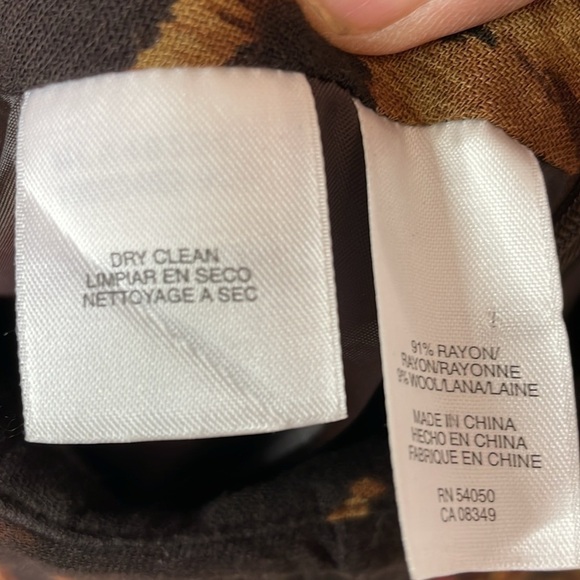 DRY CLEAN
LIMPIAR EN SECO
NETTOYAGE A SEC
91% RAYON/
RAYON/RAYONNE
9% WOOL/LANA/LAINE
MADE IN CHINA
HECHO EN CHINA
FABRIQUE EN CHINE
RN 54050
CA 08349